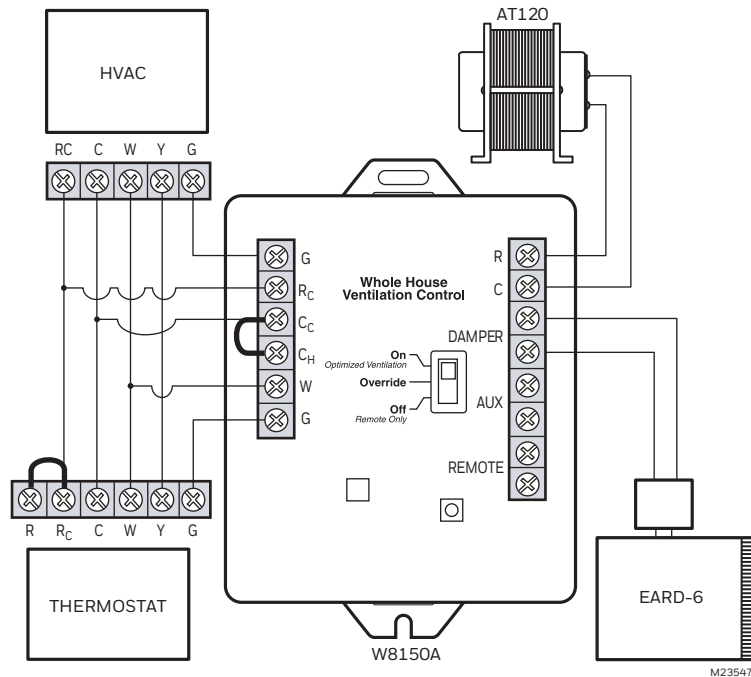 AT120
HVAC
RC C W Y G
G
RC
CC
CH
W
G
Whole House
Ventilation Control
On
Optimized Ventilation
Override
Off
Remote Only
R
C
DAMPER
AUX
REMOTE
R RC C W Y G
THERMOSTAT
EARD-6
W8150A
M23547